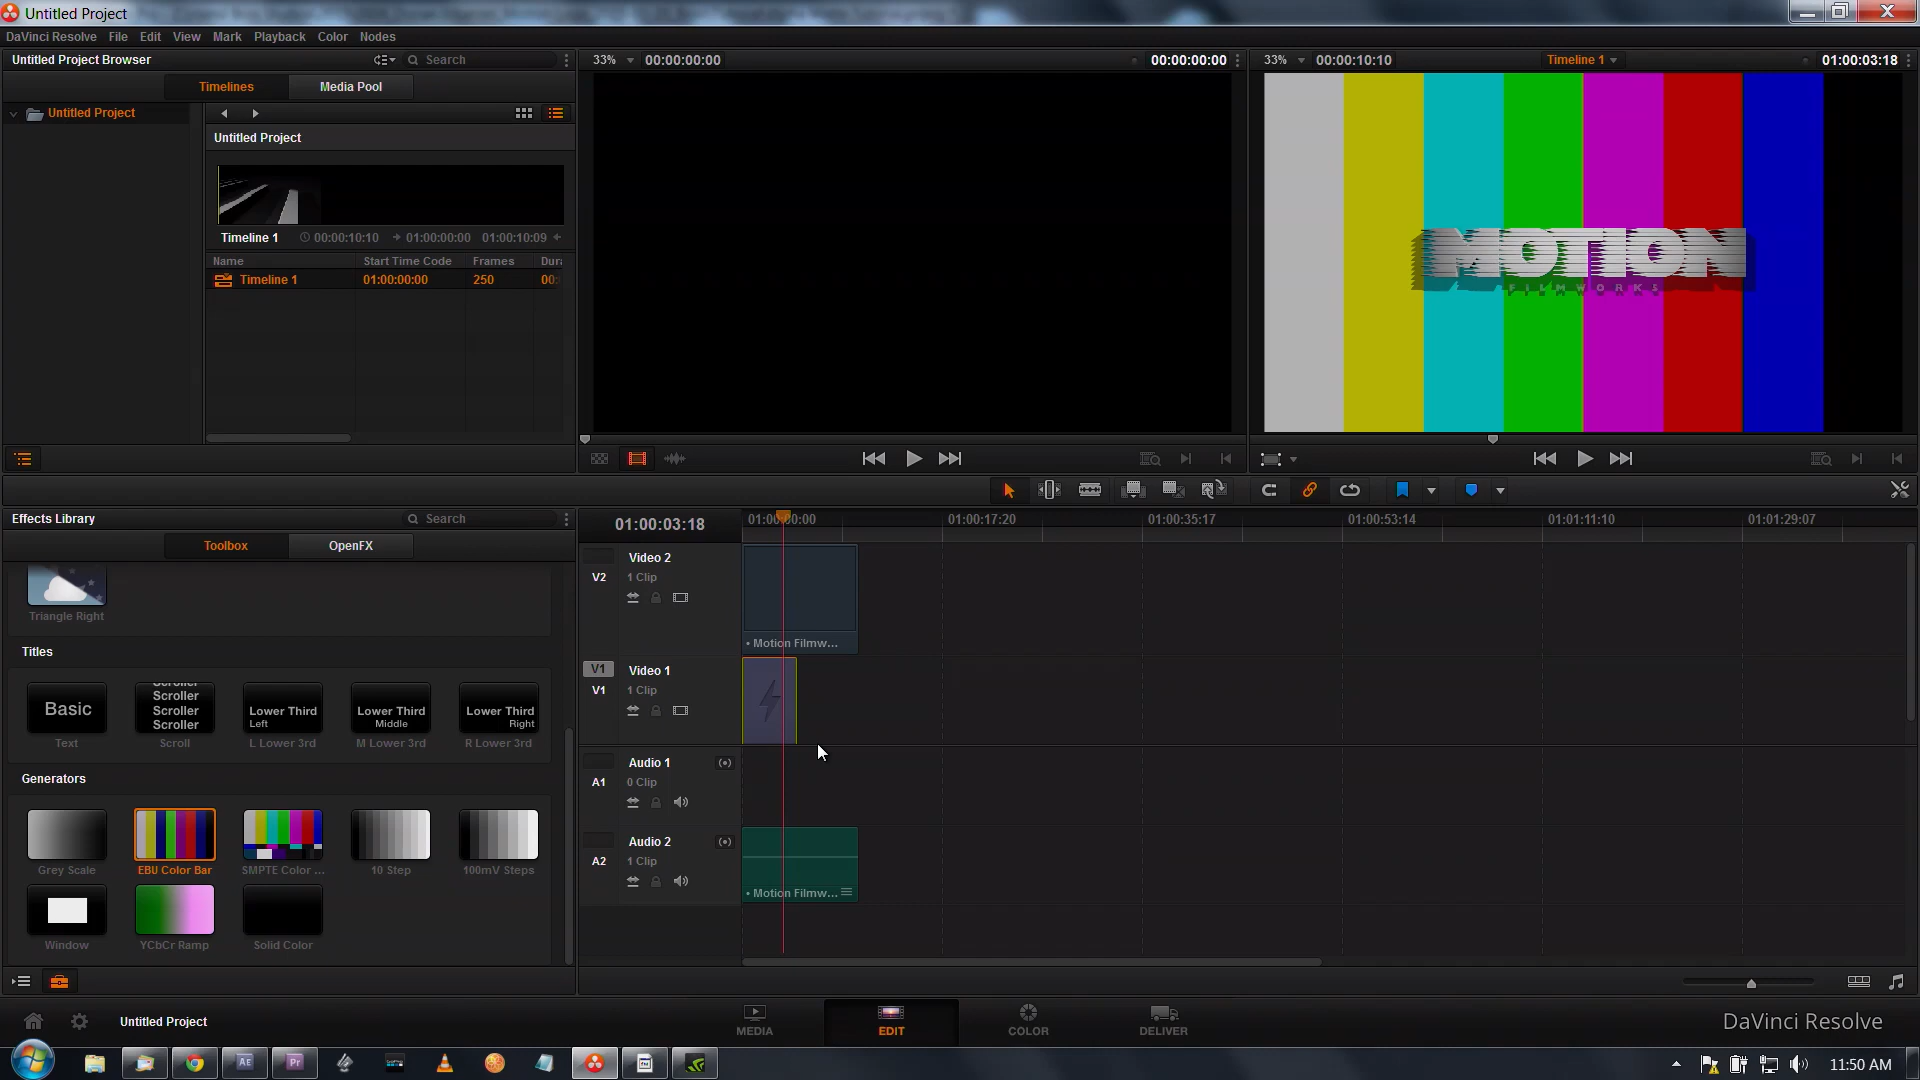 Untitled Project
DaVinci Resolve File Edit View Mark Playback Color Nodes
Untitled Project Browser
Search
33% 00:00:00:00
00:00:00:00
33% 00:00:10:10
Timeline 1
01:00:03:18
Timelines
Media Pool
Untitled Project
Untitled Project
Timeline 1 00:00:10:10 01:00:00:00 01:00:10:09
Name Start Time Code Frames Dur
Timeline 1 01:00:00:00 250 00:
MOTION
FILMWORKS
Effects Library
Search
Toolbox
OpenFX
Triangle Right
Titles
Basic
Scroller
Scroller
Scroller
Scroller
Lower Third
Left
Lower Third
Middle
Lower Third
Right
Text
Scroll
L Lower 3rd
M Lower 3rd
R Lower 3rd
Generators
Grey Scale
EBU Color Bar
SMPTE Color ...
10 Step
100mV Steps
Window
YCbCr Ramp
Solid Color
01:00:03:18
01:00:00:00
01:00:17:20
01:00:35:17
01:00:53:14
01:01:11:10
01:01:29:07
Video 2
V2 1 Clip
• Motion Filmw...
V1 Video 1
V1 1 Clip
Audio 1
A1 0 Clip
Audio 2
A2 1 Clip
• Motion Filmw...
Untitled Project
MEDIA
EDIT
COLOR
DELIVER
DaVinci Resolve
AE
Pr
11:50 AM